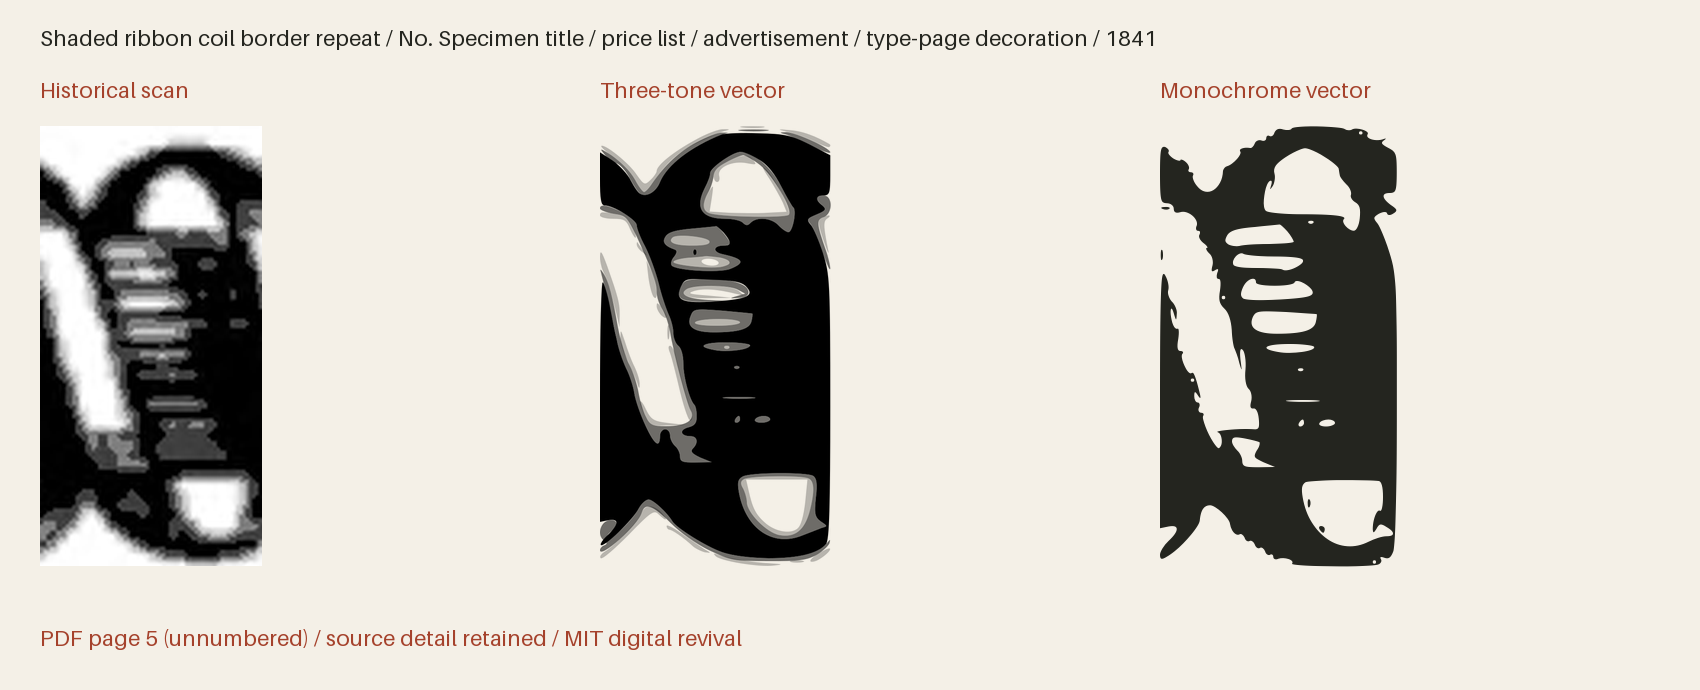 Shaded ribbon coil border repeat / No. Specimen title / price list / advertisement / type-page decoration / 1841
Historical scan
Three-tone vector
Monochrome vector
PDF page 5 (unnumbered) / source detail retained / MIT digital revival